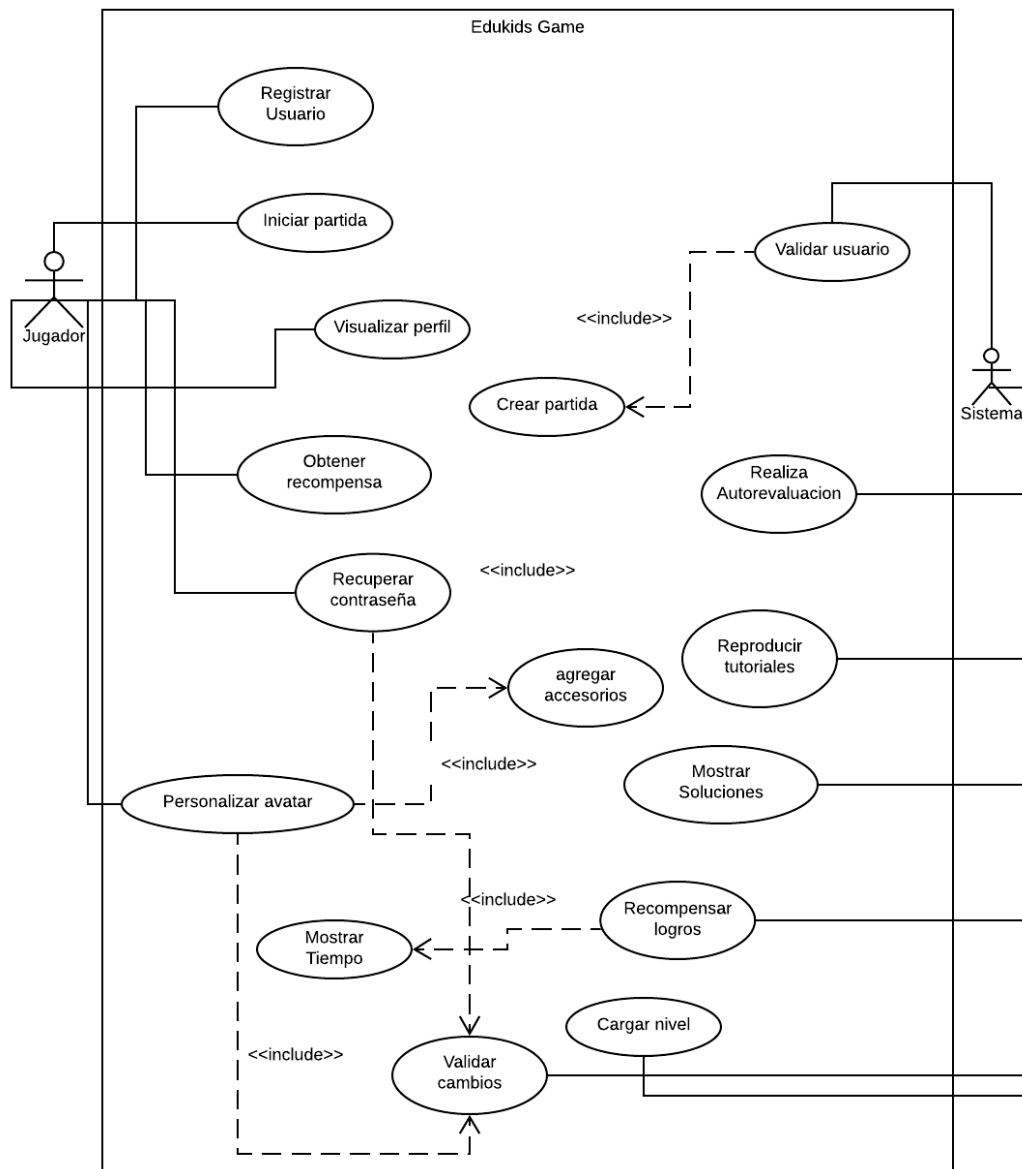 Edukids Game
Registrar
Usuario
Iniciar partida
Validar usuario
Jugador
Visualizar perfil
<<include>>
Crear partida
Sistema
Obtener
recompensa
Realiza
Autorevaluacion
Recuperar
contraseña
<<include>>
Reproducir
tutoriales
agregar
accesorios
<<include>>
Personalizar avatar
Mostrar
Soluciones
<<include>>
Recompensar
logros
Mostrar
Tiempo
Cargar nivel
<<include>>
Validar
cambios